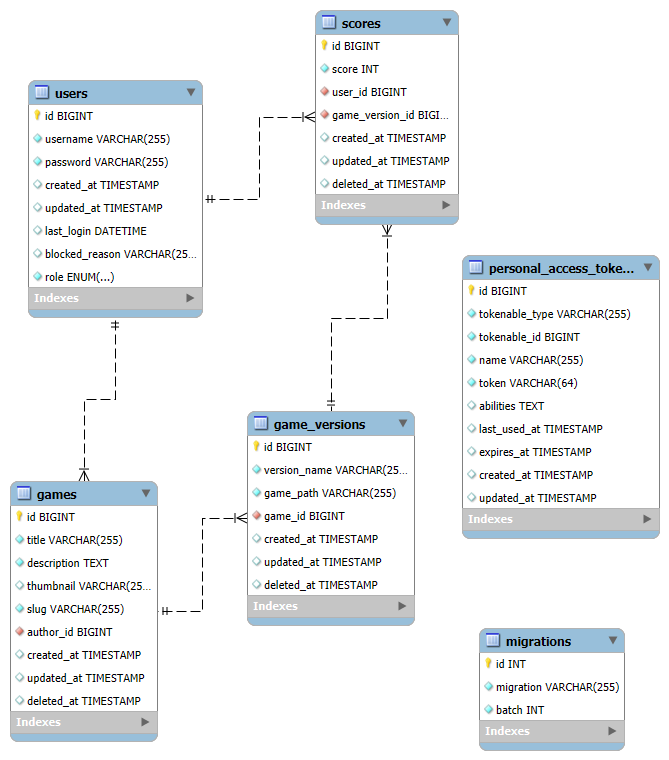 scores
id BIGINT
score INT
user_id BIGINT
game_version_id BIGI...
created_at TIMESTAMP
updated_at TIMESTAMP
deleted_at TIMESTAMP
Indexes
users
id BIGINT
username VARCHAR(255)
password VARCHAR(255)
created_at TIMESTAMP
updated_at TIMESTAMP
last_login DATETIME
blocked_reason VARCHAR(25...
role ENUM(...)
Indexes
personal_access_toke...
id BIGINT
tokenable_type VARCHAR(255)
tokenable_id BIGINT
name VARCHAR(255)
token VARCHAR(64)
abilities TEXT
last_used_at TIMESTAMP
expires_at TIMESTAMP
created_at TIMESTAMP
updated_at TIMESTAMP
Indexes
game_versions
id BIGINT
version_name VARCHAR(25...
game_path VARCHAR(255)
game_id BIGINT
created_at TIMESTAMP
updated_at TIMESTAMP
deleted_at TIMESTAMP
Indexes
games
id BIGINT
title VARCHAR(255)
description TEXT
thumbnail VARCHAR(25...
slug VARCHAR(255)
author_id BIGINT
created_at TIMESTAMP
updated_at TIMESTAMP
deleted_at TIMESTAMP
Indexes
migrations
id INT
migration VARCHAR(255)
batch INT
Indexes